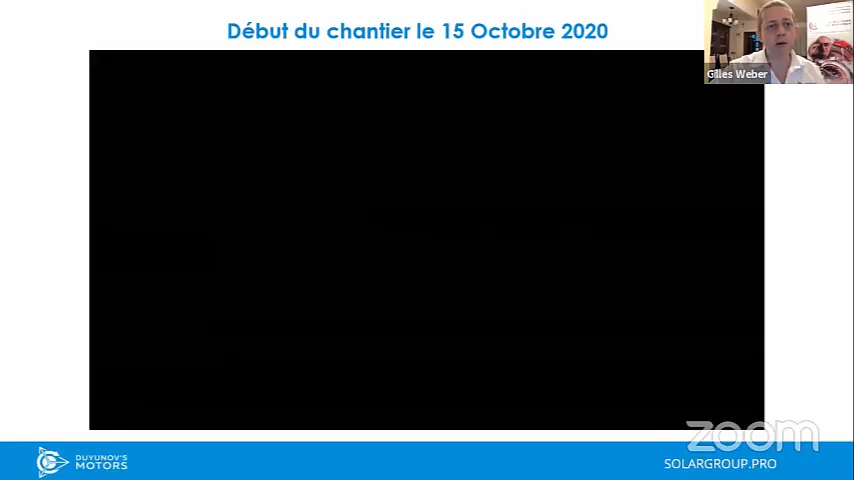 Début du chantier le 15 Octobre 2020
Gilles Weber
zoom
DUYUNOV'S
MOTORS
SOLARGROUP.PRO